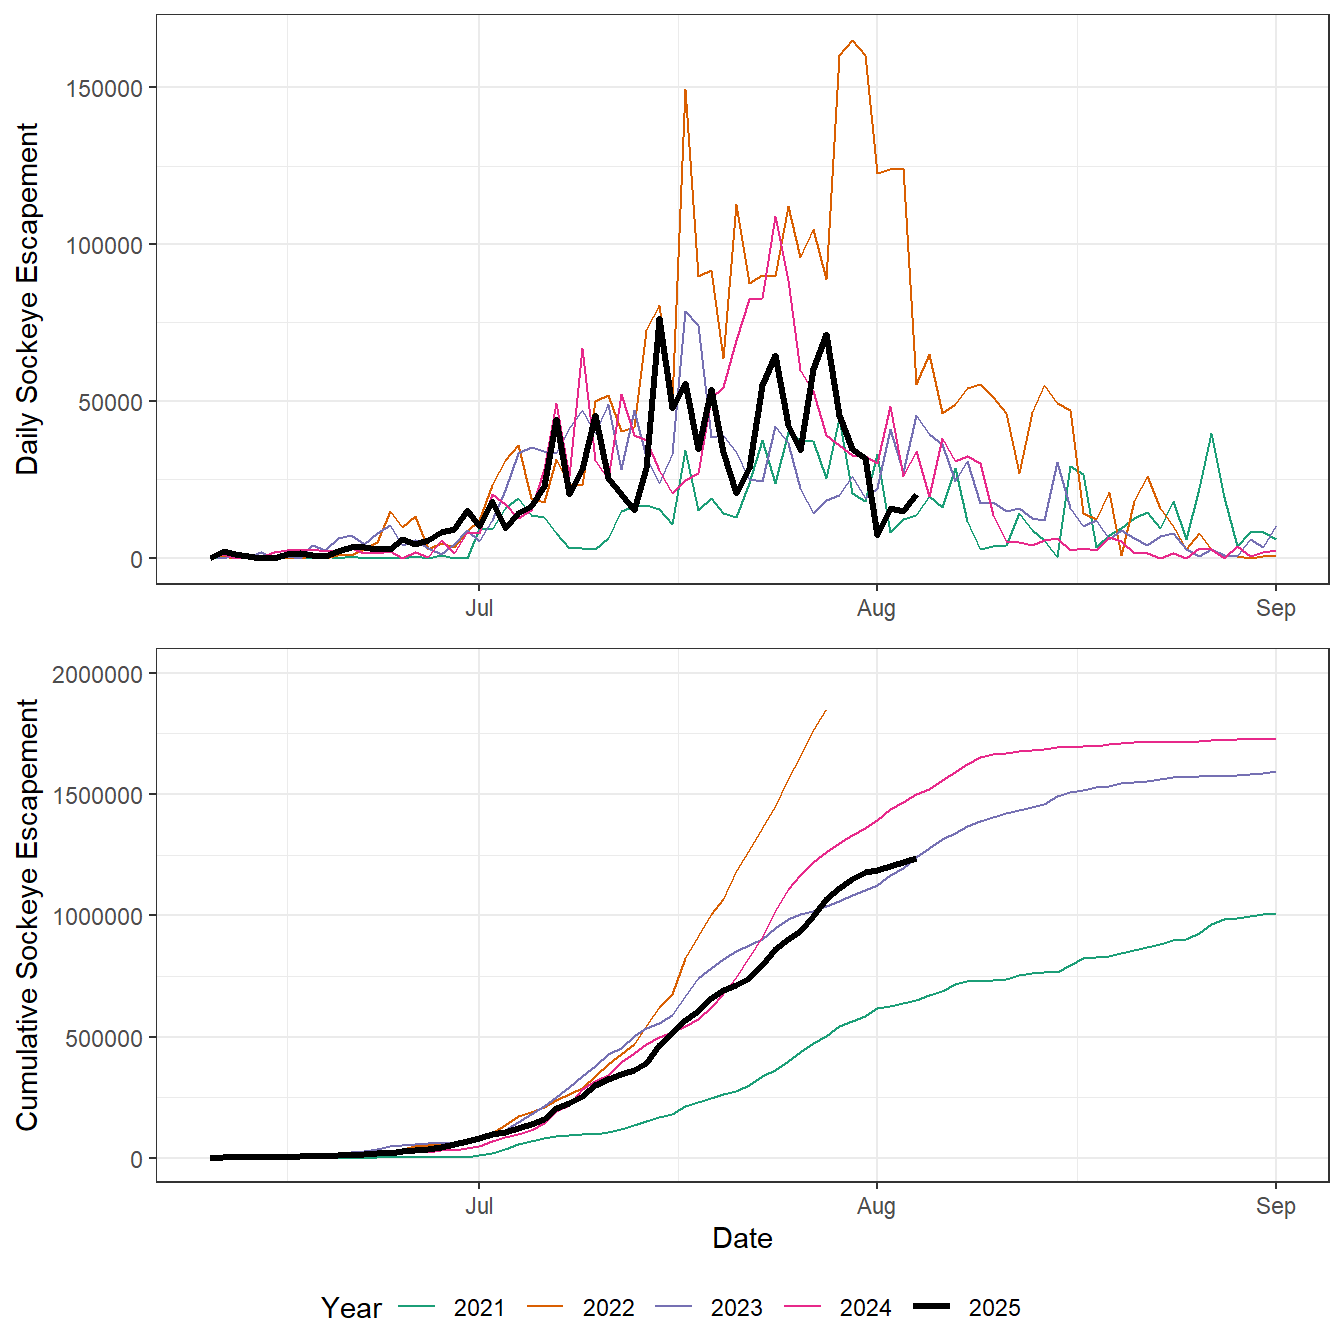 Daily Sockeye Escapement
150000
100000
50000
0
Jul Aug Sep
Cumulative Sockeye Escapement
2000000
1500000
1000000
500000
0
Jul Aug Sep
Date
Year 2021 2022 2023 2024 2025